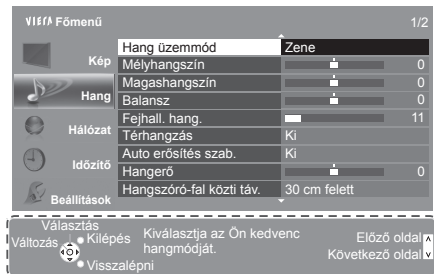 VIErA Főmenü 1/2
Kép
Hang
Hálózat
Időzítő
Beállítások
Hang üzemmód Zene
Mélyhangszín 0
Magashangszín 0
Balansz 0
Fejhall. hang. 11
Térhangzás Ki
Auto erősítés szab. Ki
Hangerő 0
Hangszóró-fal közti táv. 30 cm felett
Választás
Változás
Kilépés
Visszalépni
Kiválasztja az Ön kedvenc
hangmódját.
Előző oldal
Következő oldal